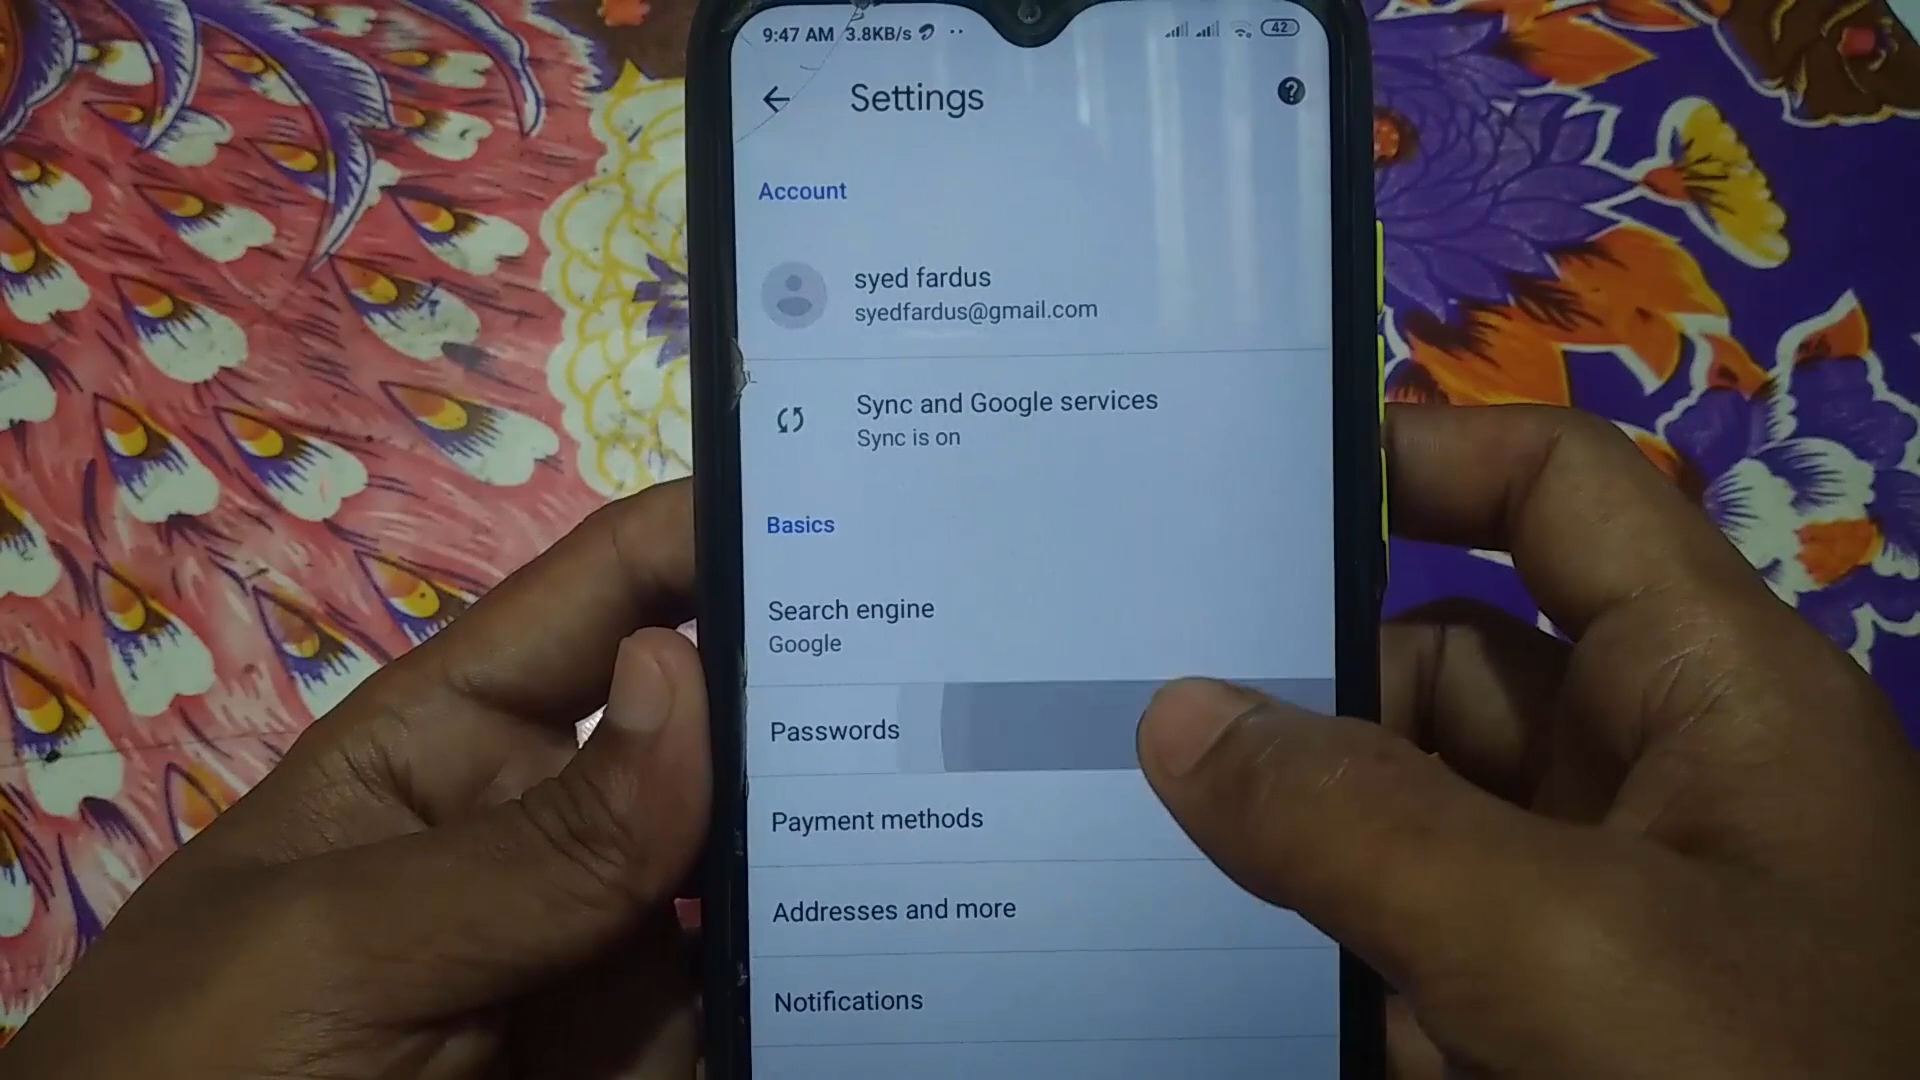 9:47 AM 3.8KB/s
42
Settings
Account
syed fardus
syedfardus@gmail.com
Sync and Google services
Sync is on
Basics
Search engine
Google
Passwords
Payment methods
Addresses and more
Notifications